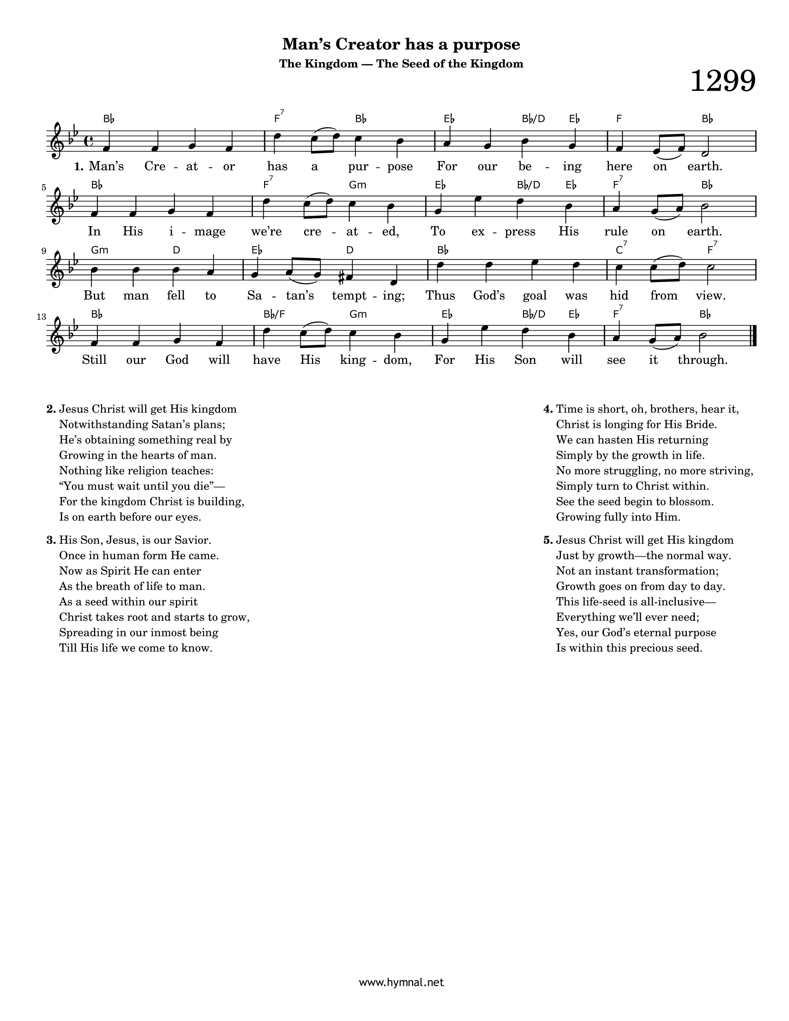 Man's Creator has a purpose
The Kingdom — The Seed of the Kingdom
1299
B♭ F7 B♭ E♭ B♭/D E♭ F B♭
1. Man's Cre - at - or has a pur - pose For our be - ing here on earth.
5 B♭ F7 Gm E♭ B♭/D E♭ F7 B♭
In His i - mage we're cre - at - ed, To ex - press His rule on earth.
9 Gm D E♭ D B♭ C7 F7
But man fell to Sa - tan's tempt - ing; Thus God's goal was hid from view.
13 B♭ B♭/F Gm E♭ B♭/D E♭ F7 B♭
Still our God will have His king - dom, For His Son will see it through.
2. Jesus Christ will get His kingdom
Notwithstanding Satan's plans;
He's obtaining something real by
Growing in the hearts of man.
Nothing like religion teaches:
“You must wait until you die”—
For the kingdom Christ is building,
Is on earth before our eyes.
3. His Son, Jesus, is our Savior.
Once in human form He came.
Now as Spirit He can enter
As the breath of life to man.
As a seed within our spirit
Christ takes root and starts to grow,
Spreading in our inmost being
Till His life we come to know.
4. Time is short, oh, brothers, hear it,
Christ is longing for His Bride.
We can hasten His returning
Simply by the growth in life.
No more struggling, no more striving,
Simply turn to Christ within.
See the seed begin to blossom.
Growing fully into Him.
5. Jesus Christ will get His kingdom
Just by growth—the normal way.
Not an instant transformation;
Growth goes on from day to day.
This life-seed is all-inclusive—
Everything we'll ever need;
Yes, our God's eternal purpose
Is within this precious seed.
www.hymnal.net